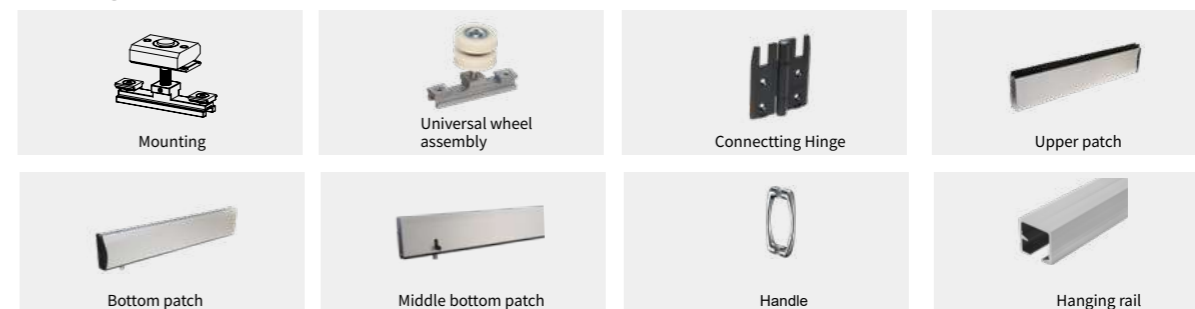 Mounting
Universal wheel
assembly
Connectting Hinge
Upper patch
Bottom patch
Middle bottom patch
Handle
Hanging rail